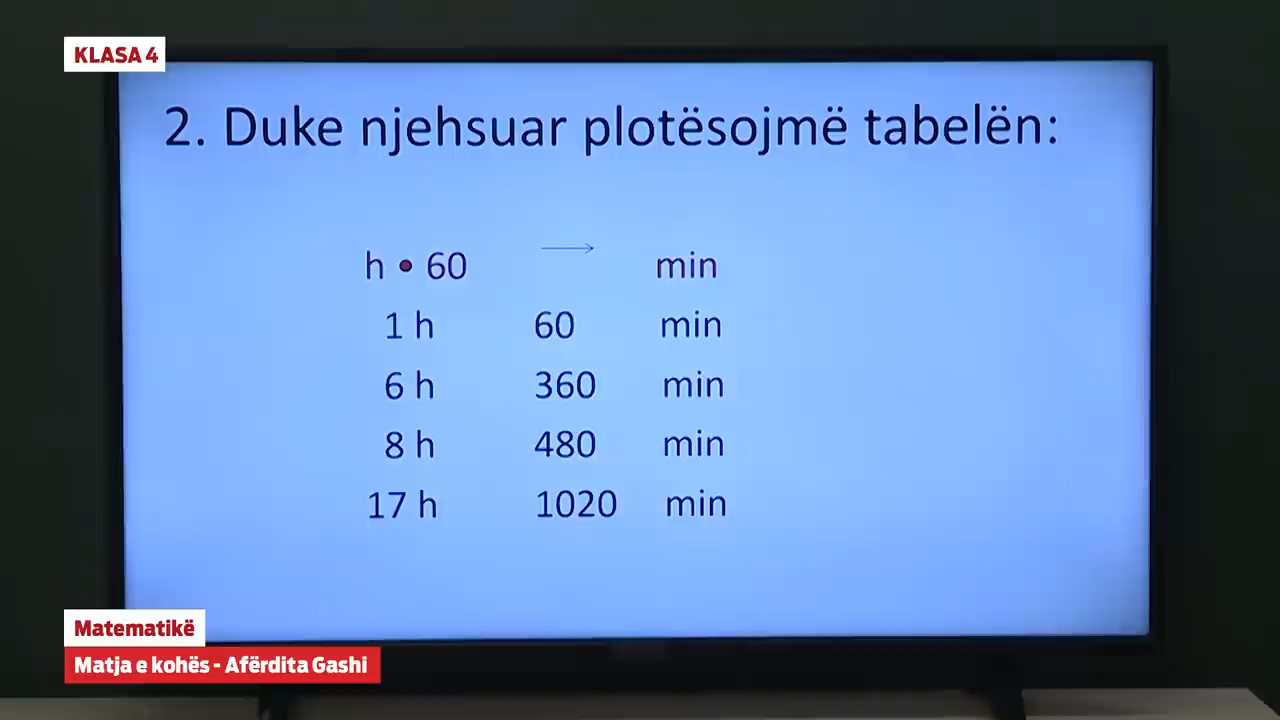 KLASA 4
2. Duke njehsuar plotësojmë tabelën:
h • 60 → min
1 h 60 min
6 h 360 min
8 h 480 min
17 h 1020 min
Matematikë
Matja e kohës - Afërdita Gashi